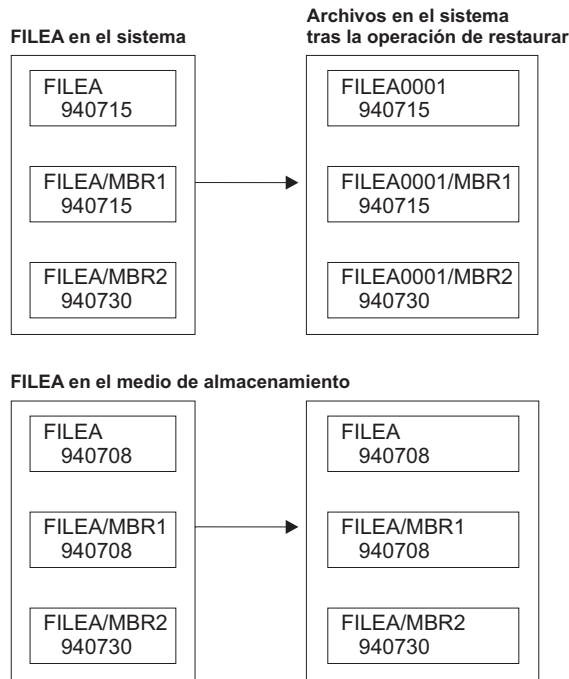 FILEA en el sistema
Archivos en el sistema
tras la operación de restaurar
FILEA
940715
FILEA/MBR1
940715
FILEA/MBR2
940730
FILEA0001
940715
FILEA0001/MBR1
940715
FILEA0001/MBR2
940730
FILEA en el medio de almacenamiento
FILEA
940708
FILEA/MBR1
940708
FILEA/MBR2
940730
FILEA
940708
FILEA/MBR1
940708
FILEA/MBR2
940730